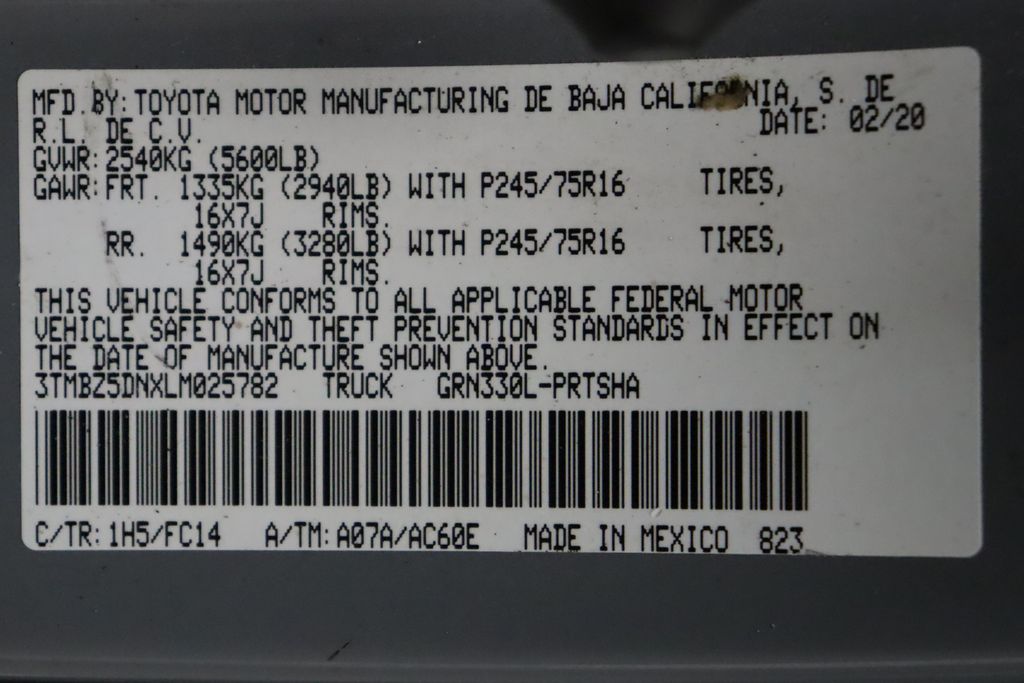 MFD.BY:TOYOTA MOTOR MANUFACTURING DE BAJA CALIFORNIA, S. DE
R.L. DE C.V. DATE: 02/20
GVWR:2540KG (5600LB)
GAWR:FRT. 1335KG (2940LB) WITH P245/75R16 TIRES,
16X7J RIMS.
RR. 1490KG (3280LB) WITH P245/75R16 TIRES,
16X7J RIMS.
THIS VEHICLE CONFORMS TO ALL APPLICABLE FEDERAL MOTOR
VEHICLE SAFETY AND THEFT PREVENTION STANDARDS IN EFFECT ON
THE DATE OF MANUFACTURE SHOWN ABOVE.
3TMBZ5DNXLM025782 TRUCK GRN330L-PRTSHA
C/TR:1H5/FC14 A/TM:A07A/AC60E MADE IN MEXICO 823